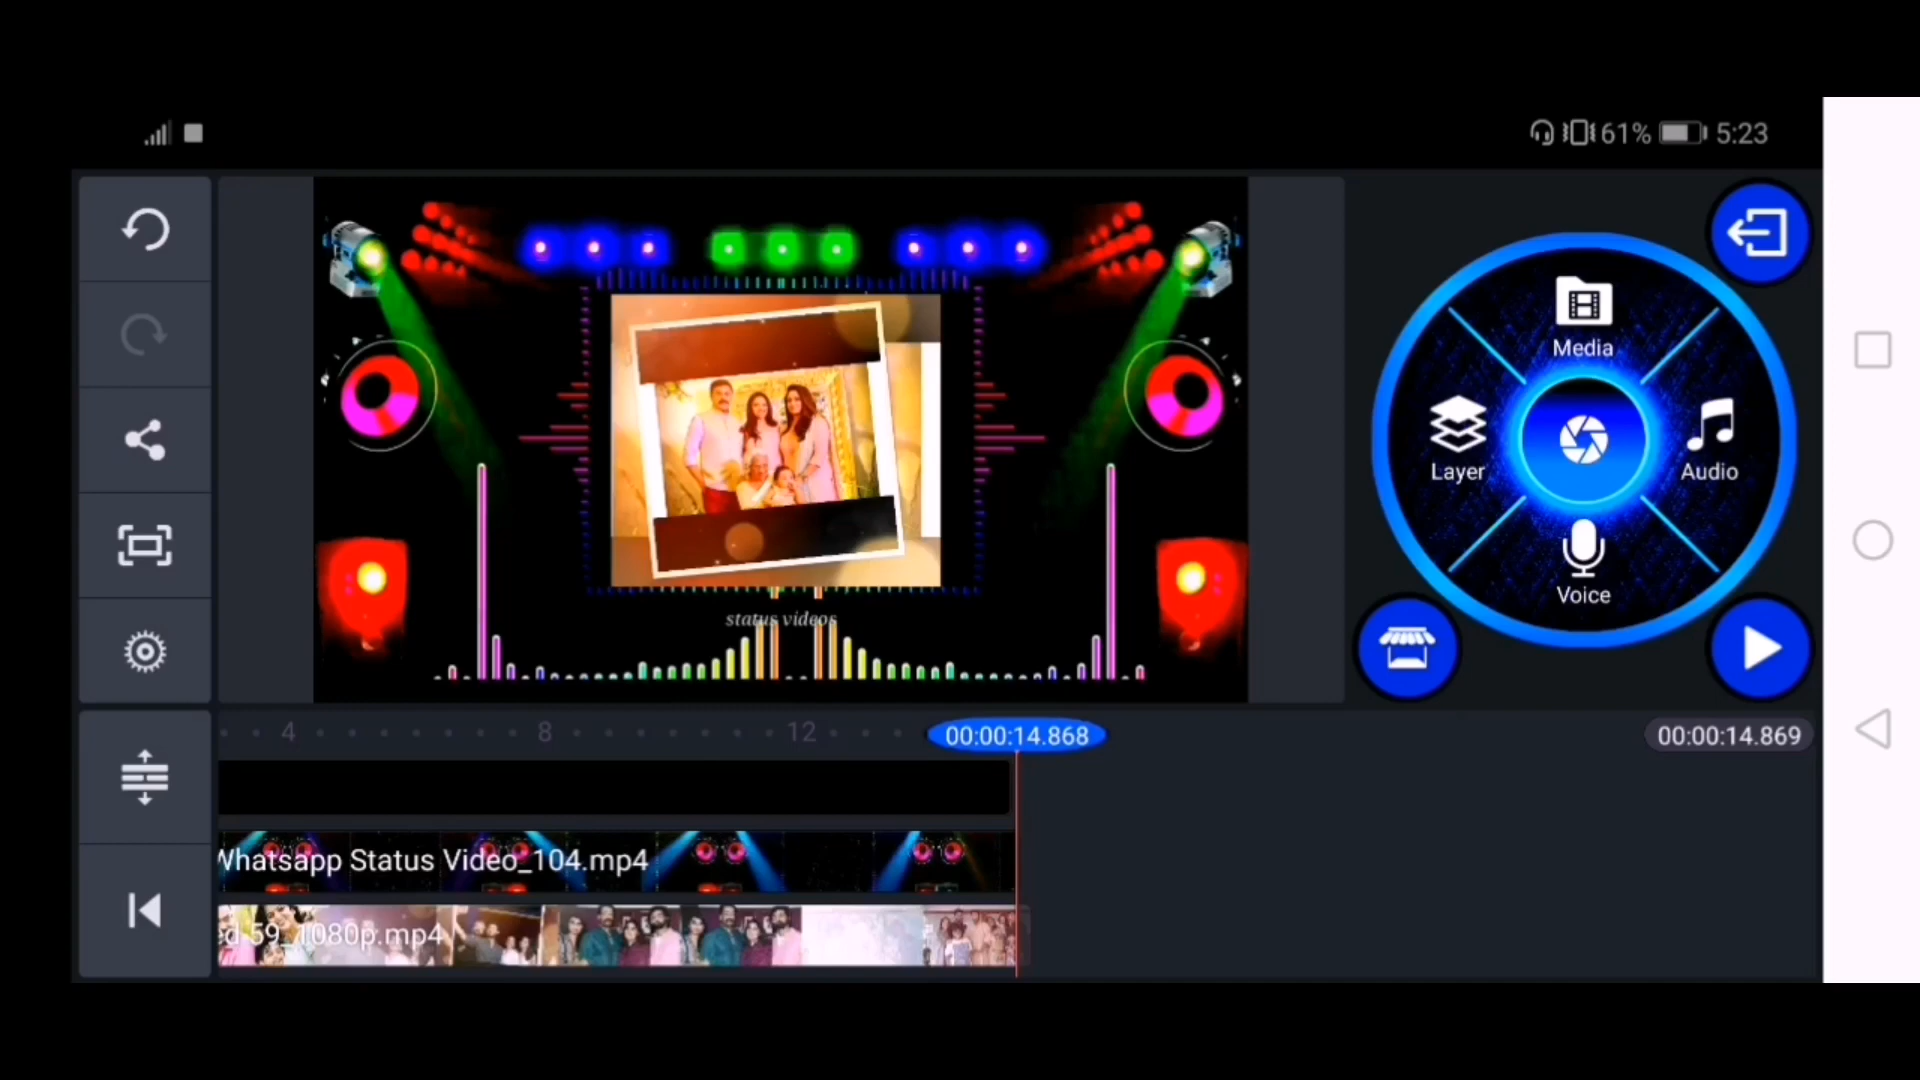 61% 5:23
Media
Layer
Audio
Voice
status videos
4 8 12 00:00:14.868 00:00:14.869
Whatsapp Status Video_104.mp4
ed-59_1080p.mp4